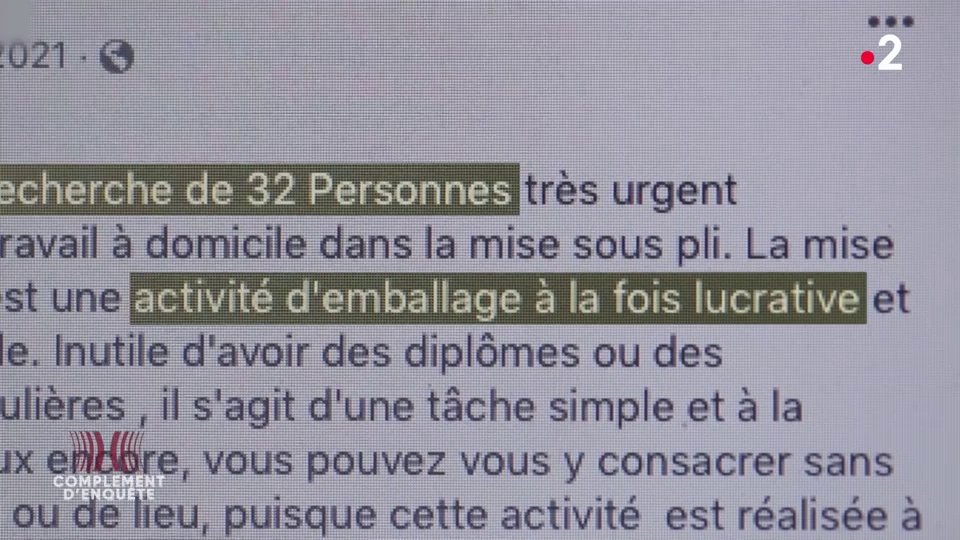 2021 ·
•2
echerche de 32 Personnes très urgent
ravail à domicile dans la mise sous pli. La mise
st une activité d'emballage à la fois lucrative et
le. Inutile d'avoir des diplômes ou des
ulières , il s'agit d'une tâche simple et à la
ux encore, vous pouvez vous y consacrer sans
COMPLÉMENT
D'ENQUÊTE
ou de lieu, puisque cette activité est réalisée à